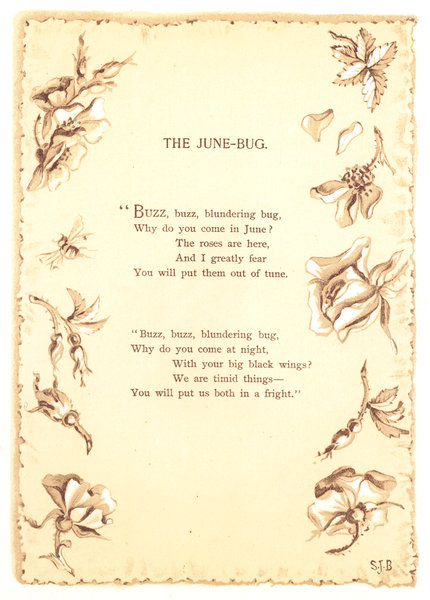 THE JUNE-BUG.
"BUZZ, buzz, blundering bug,
Why do you come in June?
The roses are here,
And I greatly fear
You will put them out of tune.
"Buzz, buzz, blundering bug,
Why do you come at night,
With your big black wings?
We are timid things—
You will put us both in a fright."
S.J.B